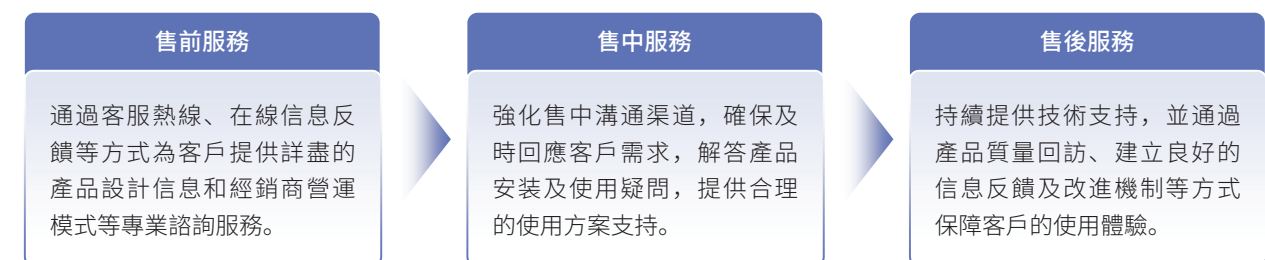 售前服務
通過客服熱線、在線信息反
饋等方式為客戶提供詳盡的
產品設計信息和經銷商營運
模式等專業諮詢服務。
售中服務
強化售中溝通渠道，確保及
時回應客戶需求，解答產品
安裝及使用疑問，提供合理
的使用方案支持。
售後服務
持續提供技術支持，並通過
產品質量回訪、建立良好的
信息反饋及改進機制等方式
保障客戶的使用體驗。